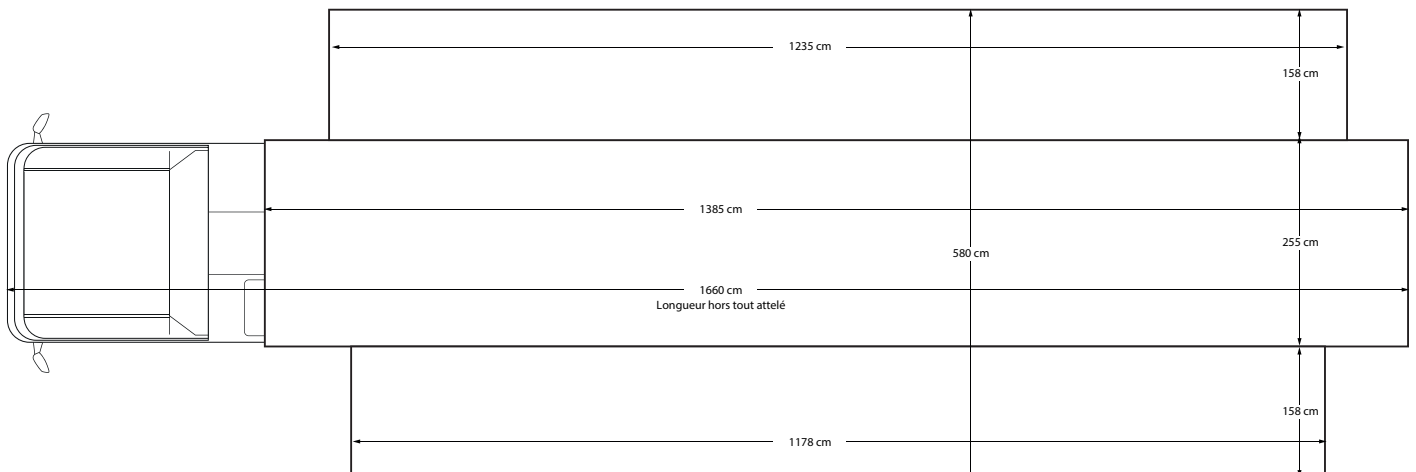 1235 cm
158 cm
1385 cm
255 cm
580 cm
1660 cm
Longueur hors tout attelé
158 cm
1178 cm